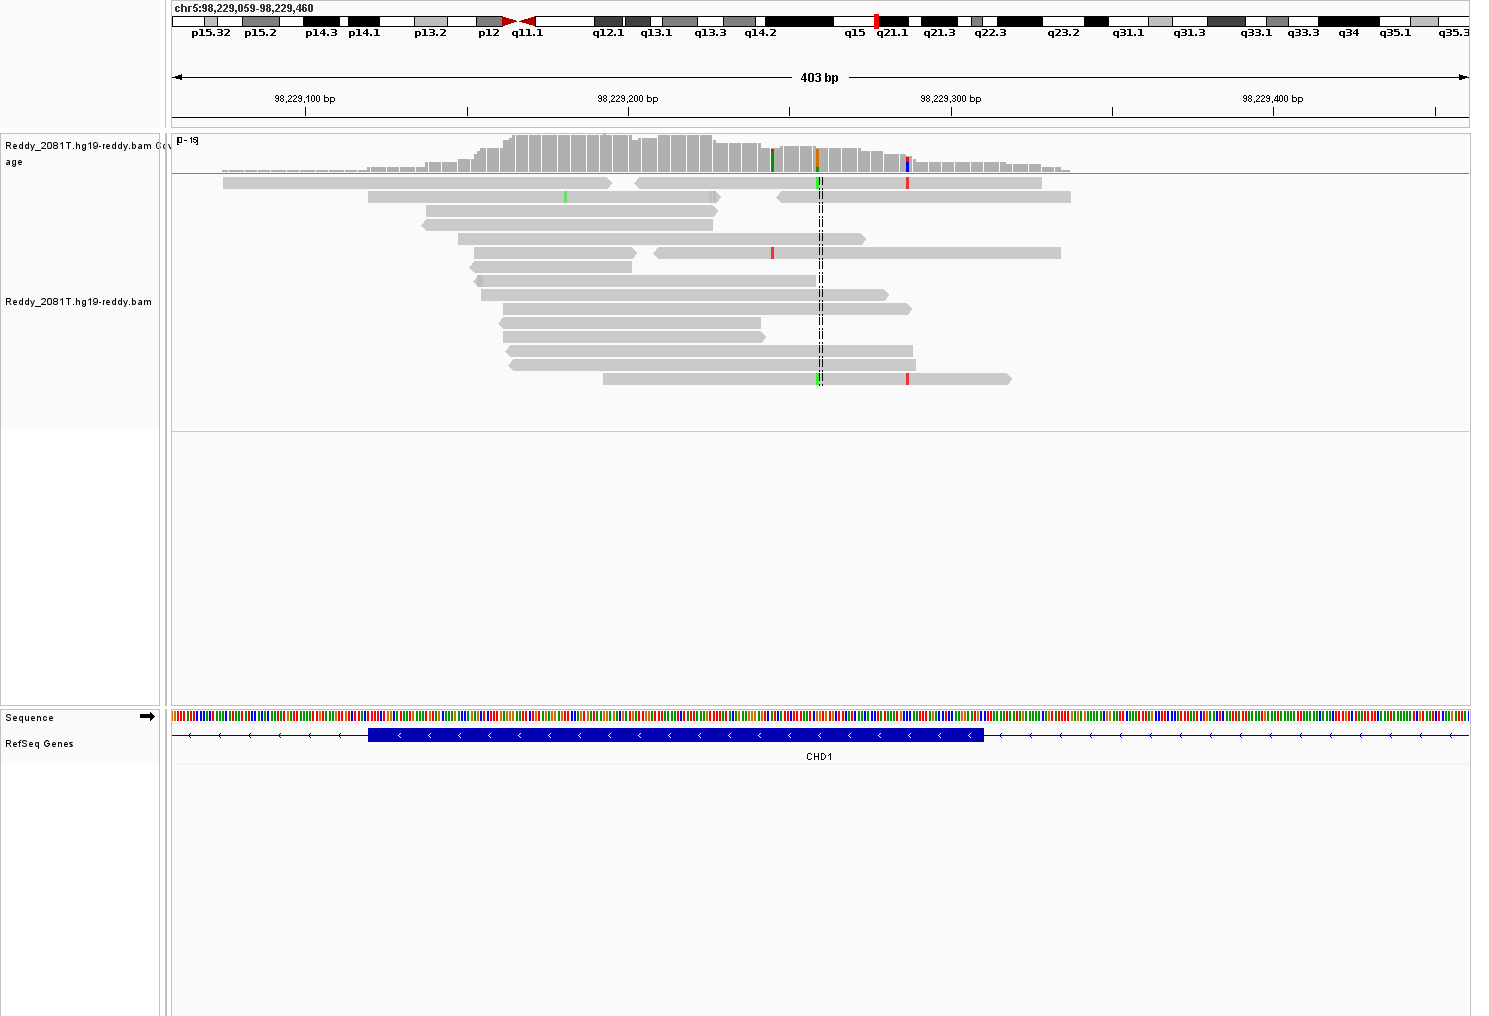 chr5:98,229,059-98,229,460
p15.32 p15.2 p14.3 p14.1 p13.2 p12 q11.1 q12.1 q13.1 q13.3 q14.2 q15 q21.1 q21.3 q22.3 q23.2 q31.1 q31.3 q33.1 q33.3 q34 q35.1 q35.3
403 bp
98,229,100 bp 98,229,200 bp 98,229,300 bp 98,229,400 bp
[0 - 15]
Reddy_2081T.hg19-reddy.bam Cov
age
Reddy_2081T.hg19-reddy.bam
Sequence
RefSeq Genes
CHD1